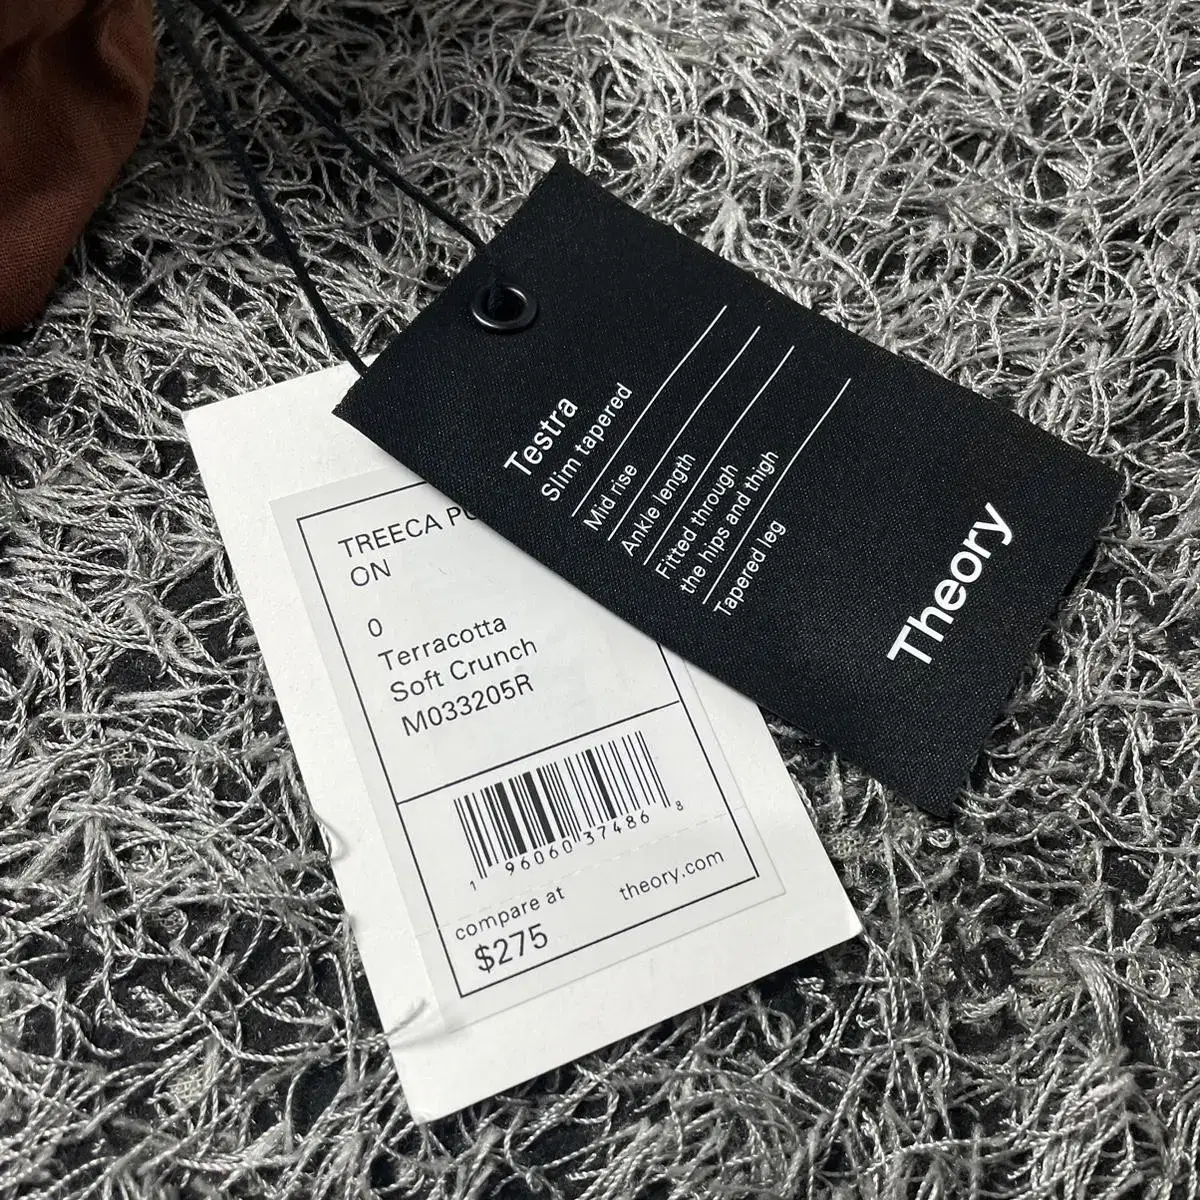 Testra
Slim tapered
Mid rise
Ankle length
Fitted through
the hips and thigh
Tapered leg
Theory
TREECA
ON
0
Terracotta
Soft Crunch
M033205R
1 96060 37486 8
compare at
theory.com
$275